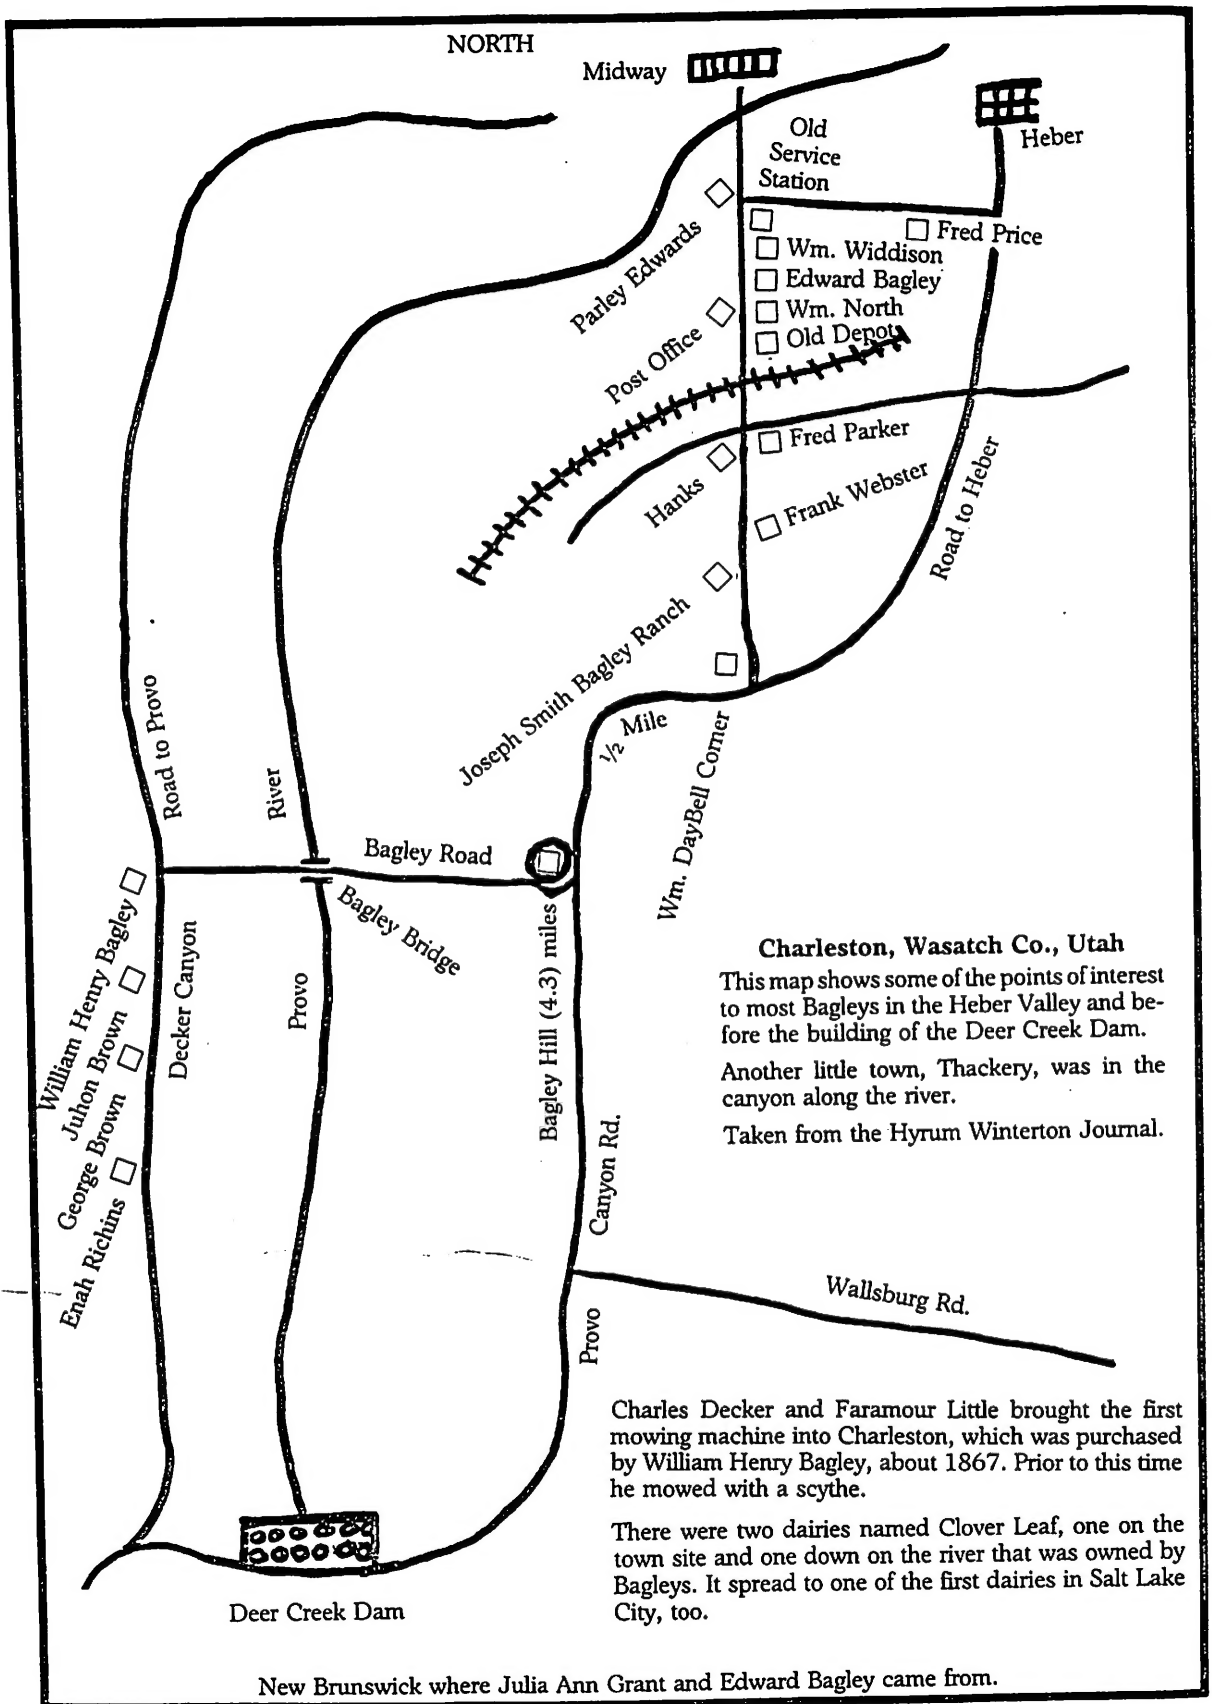 NORTH
Midway
Heber
Old
Service
Station
Fred Price
Wm. Widdison
Edward Bagley
Wm. North
Old Depot
Parley Edwards
Post Office
Fred Parker
Hanks
Frank Webster
Road to Heber
Joseph Smith Bagley Ranch
½ Mile
Wm. DayBell Corner
Road to Provo
River
Bagley Road
Bagley Bridge
William Henry Bagley
Juhon Brown
George Brown
Enah Richins
Decker Canyon
Provo
Bagley Hill (4.3) miles
Canyon Rd.
Provo
Wallsburg Rd.
Charleston, Wasatch Co., Utah
This map shows some of the points of interest
to most Bagleys in the Heber Valley and be-
fore the building of the Deer Creek Dam.
Another little town, Thackery, was in the
canyon along the river.
Taken from the Hyrum Winterton Journal.
Charles Decker and Faramour Little brought the first
mowing machine into Charleston, which was purchased
by William Henry Bagley, about 1867. Prior to this time
he mowed with a scythe.
There were two dairies named Clover Leaf, one on the
town site and one down on the river that was owned by
Bagleys. It spread to one of the first dairies in Salt Lake
City, too.
Deer Creek Dam
New Brunswick where Julia Ann Grant and Edward Bagley came from.